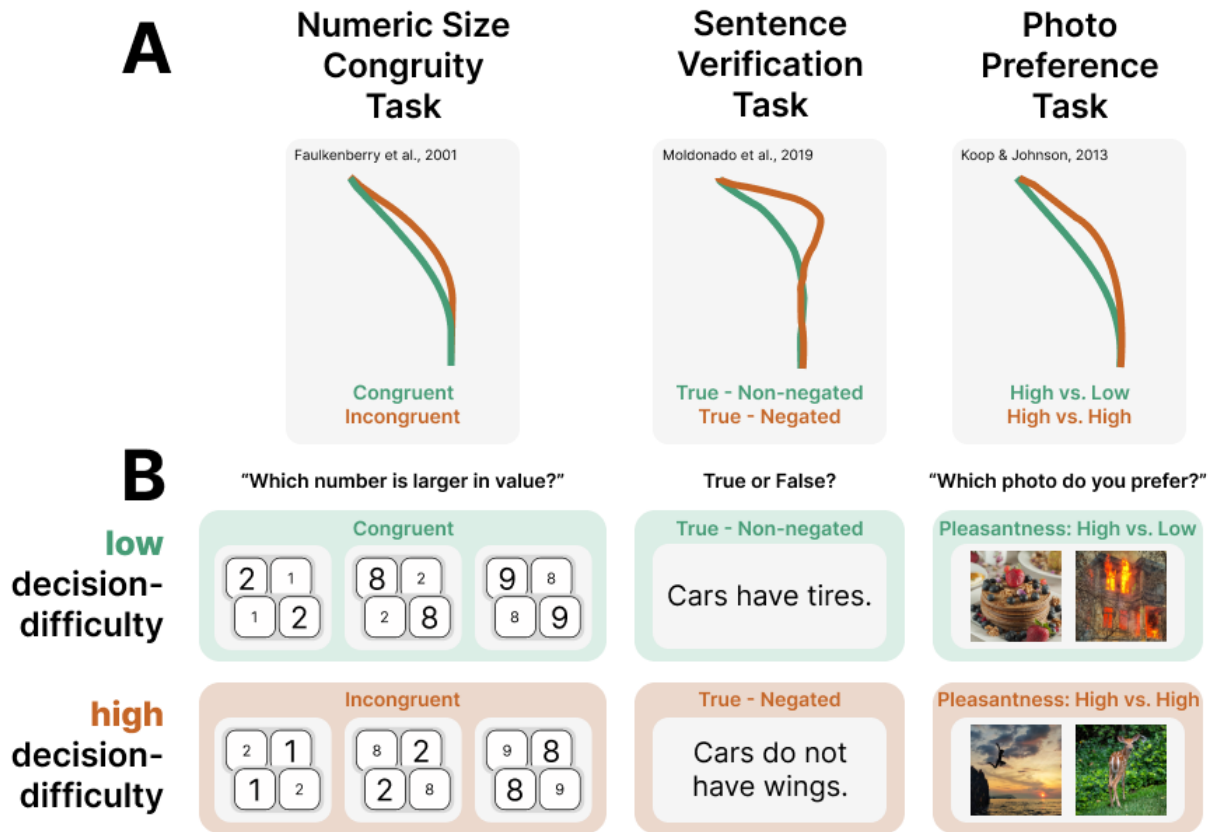 A
Numeric Size
Congruity
Task
Sentence
Verification
Task
Photo
Preference
Task
Faulkenberry et al., 2001
Moldonado et al., 2019
Koop & Johnson, 2013
Congruent
Incongruent
True - Non-negated
True - Negated
High vs. Low
High vs. High
B
“Which number is larger in value?”
True or False?
“Which photo do you prefer?”
low
decision-
difficulty
Congruent
2 1
1 2
8 2
2 8
9 8
8 9
True - Non-negated
Cars have tires.
Pleasantness: High vs. Low
high
decision-
difficulty
Incongruent
2 1
1 2
8 2
2 8
9 8
8 9
True - Negated
Cars do not
have wings.
Pleasantness: High vs. High